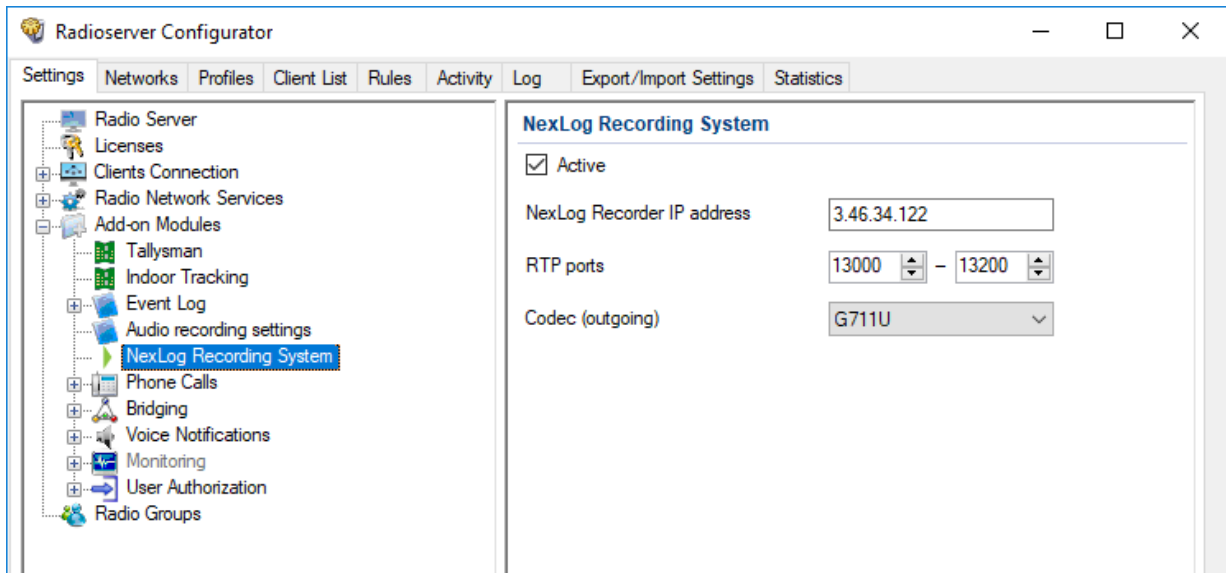 Radioserver Configurator
Settings Networks Profiles Client List Rules Activity Log Export/Import Settings Statistics
Radio Server
Licenses
Clients Connection
Radio Network Services
Add-on Modules
Tallysman
Indoor Tracking
Event Log
Audio recording settings
NexLog Recording System
Phone Calls
Bridging
Voice Notifications
Monitoring
User Authorization
Radio Groups
NexLog Recording System
Active
NexLog Recorder IP address 3.46.34.122
RTP ports 13000 – 13200
Codec (outgoing) G711U